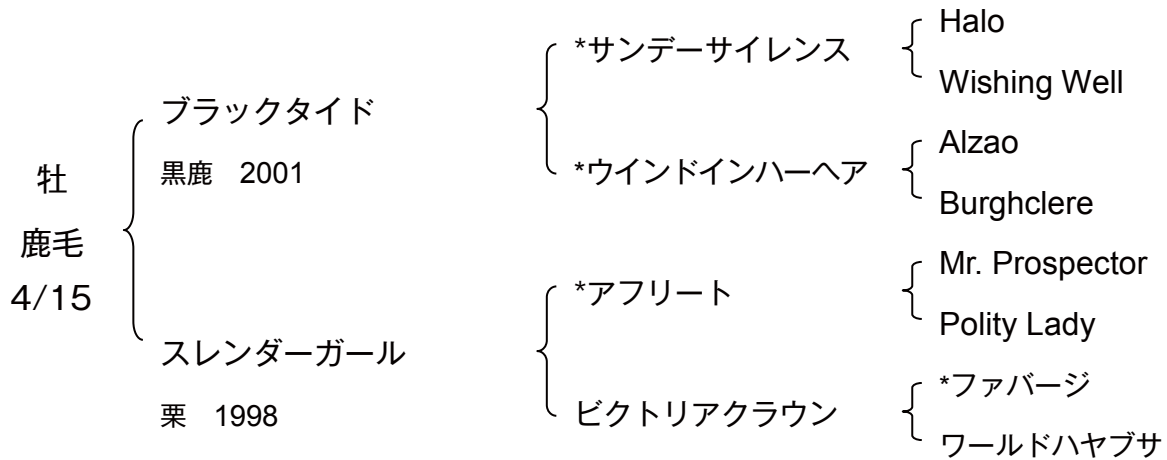 牡
鹿毛
4/15
ブラックタイド
黒鹿　2001
スレンダーガール
栗　1998
*サンデーサイレンス
*ウインドインハーヘア
*アフリート
ビクトリアクラウン
Halo
Wishing Well
Alzao
Burghclere
Mr. Prospector
Polity Lady
*ファバージ
ワールドハヤブサ